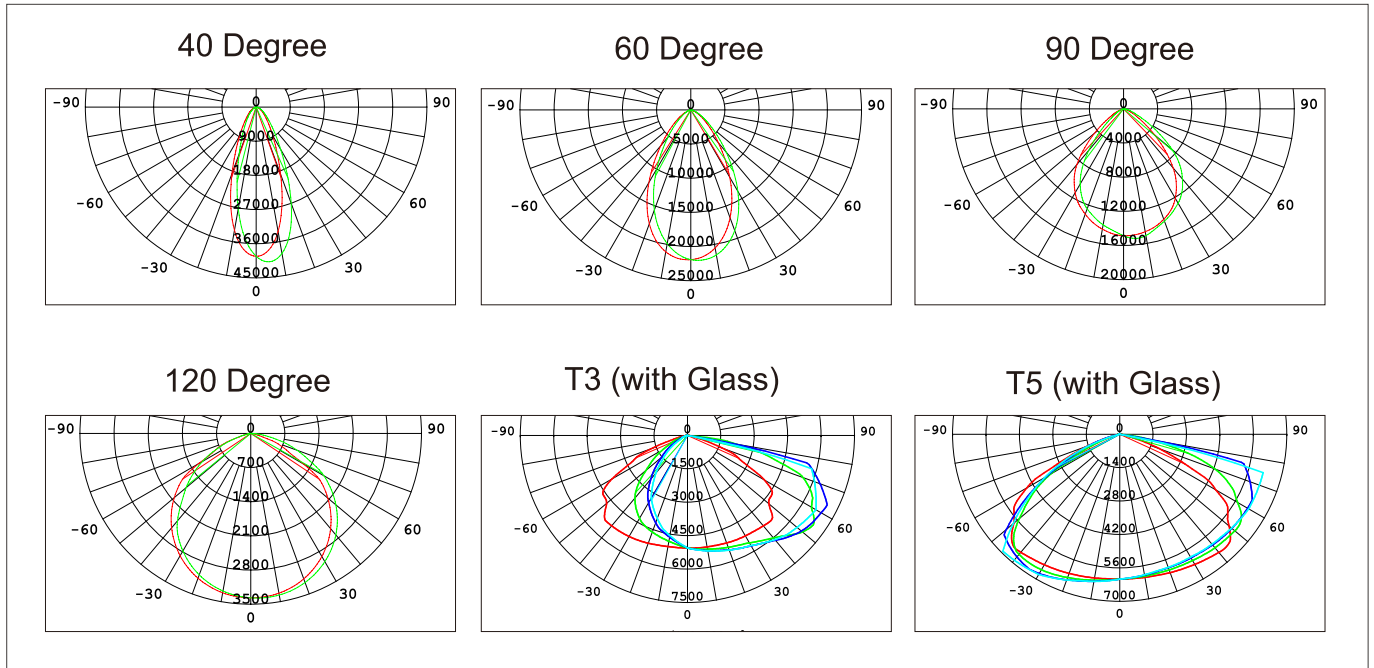 40 Degree
60 Degree
90 Degree
-90 0 90
-90 0 90
-90 0 90
9000
5000
4000
18000
10000
8000
-60 27000 60
-60 15000 60
-60 12000 60
36000
20000
16000
-30 45000 30
-30 25000 30
-30 20000 30
0
0
0
120 Degree
T3 (with Glass)
T5 (with Glass)
-90 0 90
-90 0 90
-90 0 90
700
1500
1400
1400
3000
2800
-60 2100 60
-60 4500 60
-60 4200 60
2800
6000
5600
-30 3500 30
-30 7500 30
-30 7000 30
0
0
0